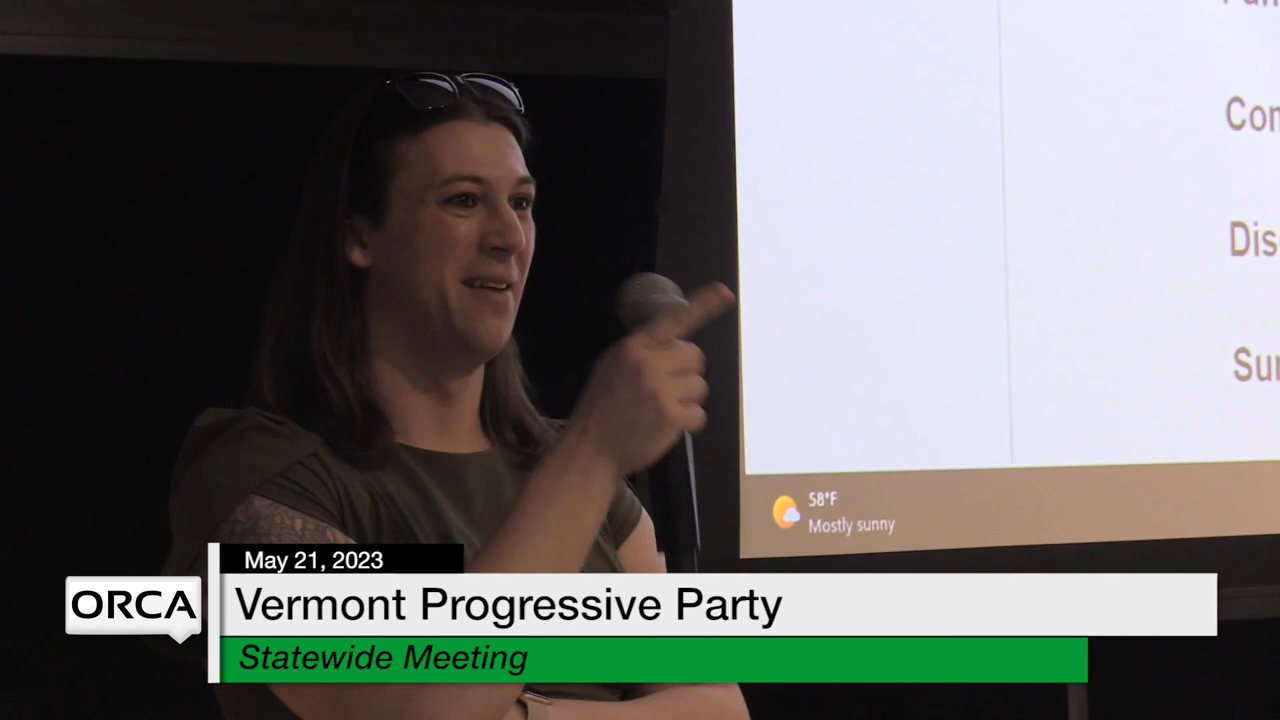 58°F
Mostly sunny
May 21, 2023
ORCA
Vermont Progressive Party
Statewide Meeting